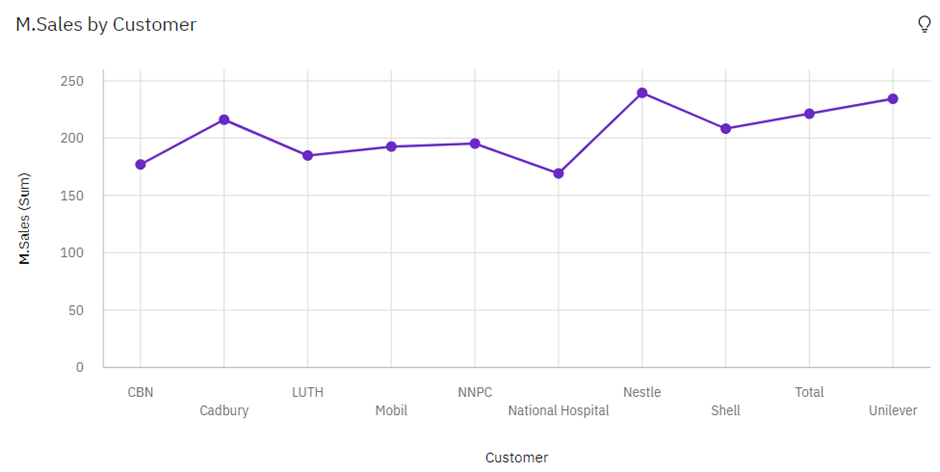 M.Sales by Customer
M.Sales (Sum)
250
200
150
100
50
0
CBN
Cadbury
LUTH
Mobil
NNPC
National Hospital
Nestle
Shell
Total
Unilever
Customer